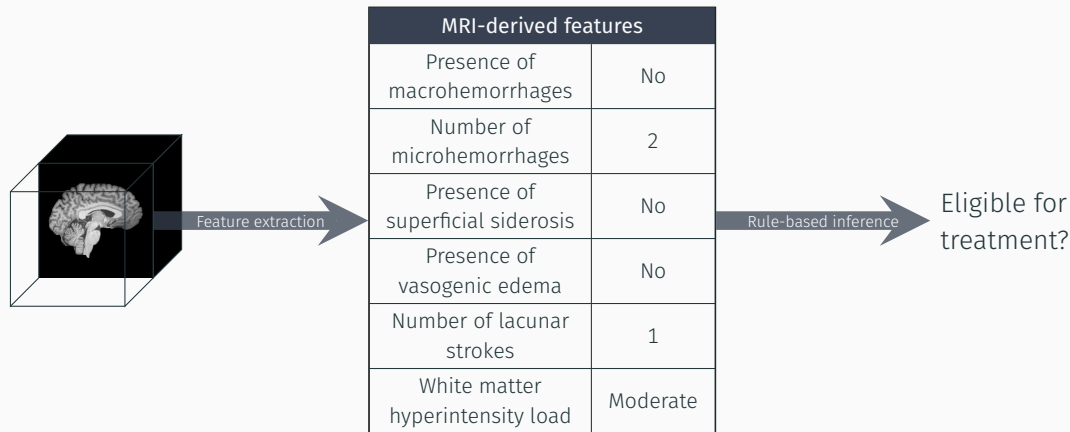 MRI-derived features
Presence of
macrohemorrhages
No
Number of
microhemorrhages
2
Presence of
superficial siderosis
No
Presence of
vasogenic edema
No
Number of lacunar
strokes
1
White matter
hyperintensity load
Moderate
Feature extraction
Rule-based inference
Eligible for
treatment?